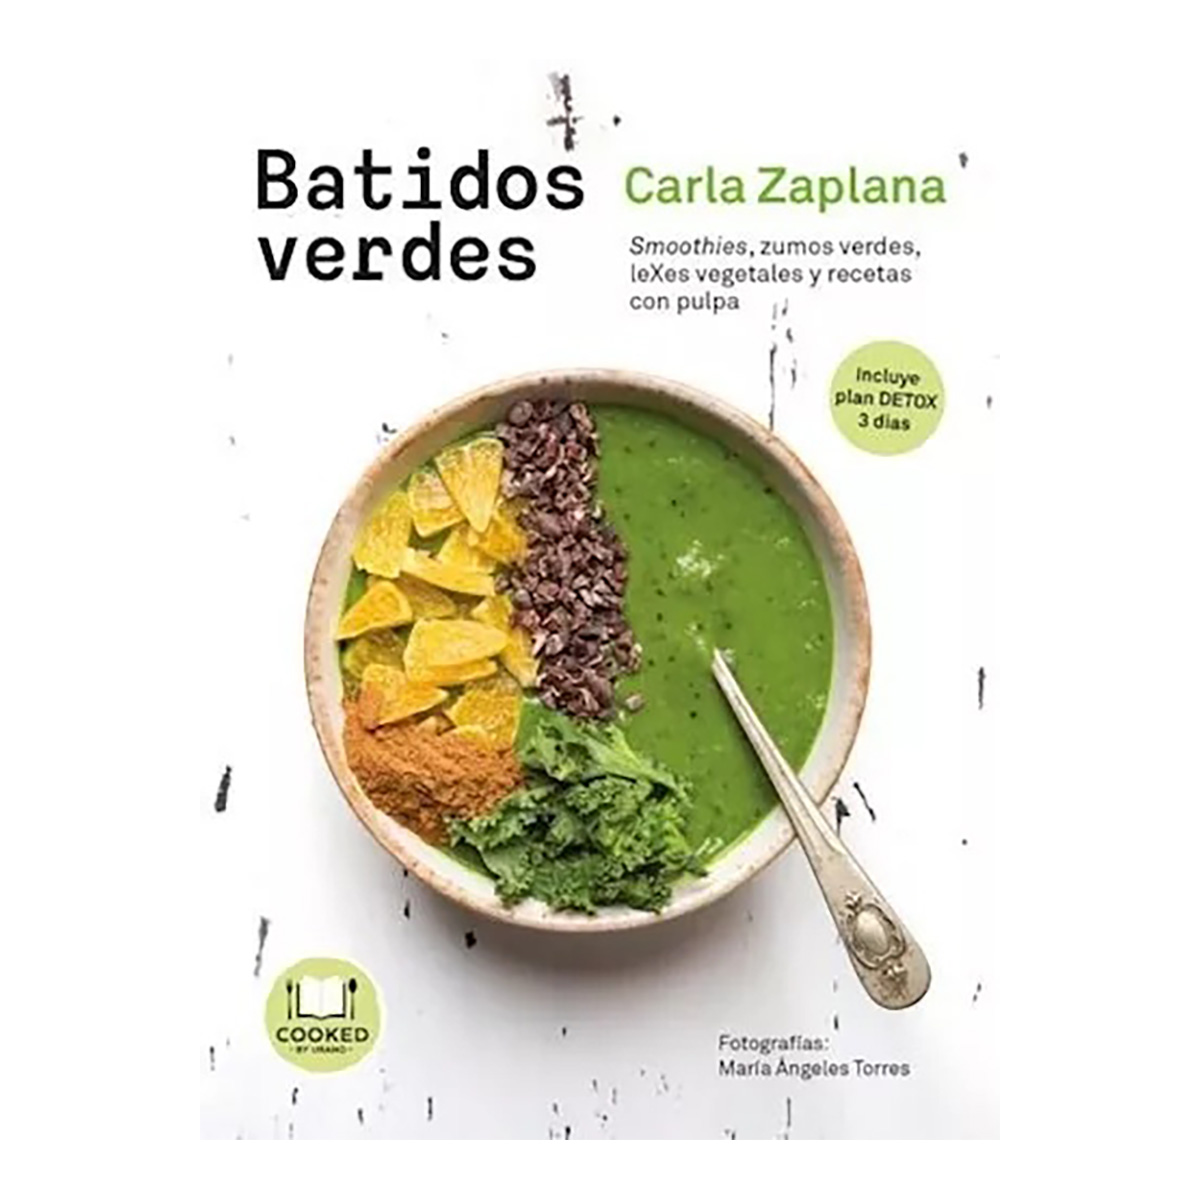 Batidos
verdes
Carla Zaplana
Smoothies, zumos verdes,
leXes vegetales y recetas
con pulpa
Incluye
plan DETOX
3 días
COOKED
- BY URANO -
Fotografías:
María Ángeles Torres